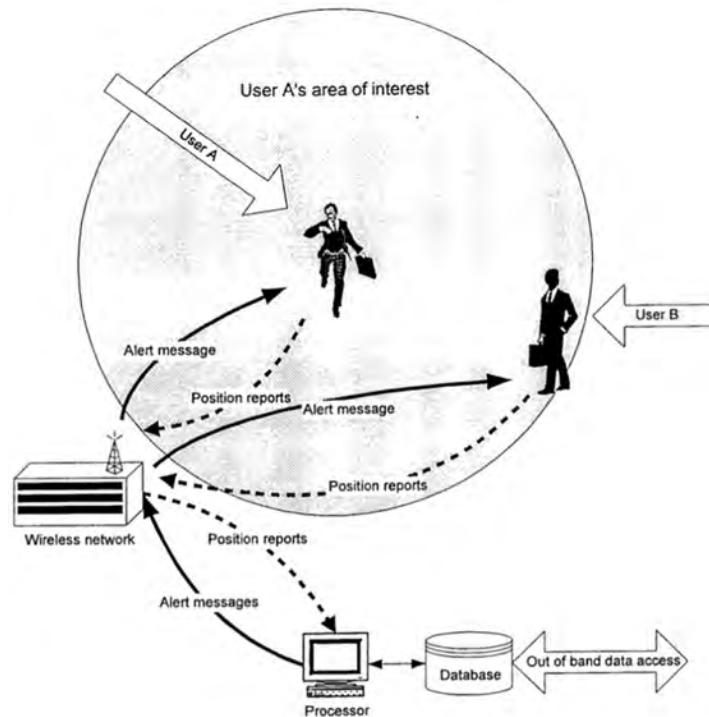 User A's area of interest
User A
User B
Alert message
Position reports
Alert message
Position reports
Wireless network
Position reports
Alert messages
Out of band data access
Database
Processor